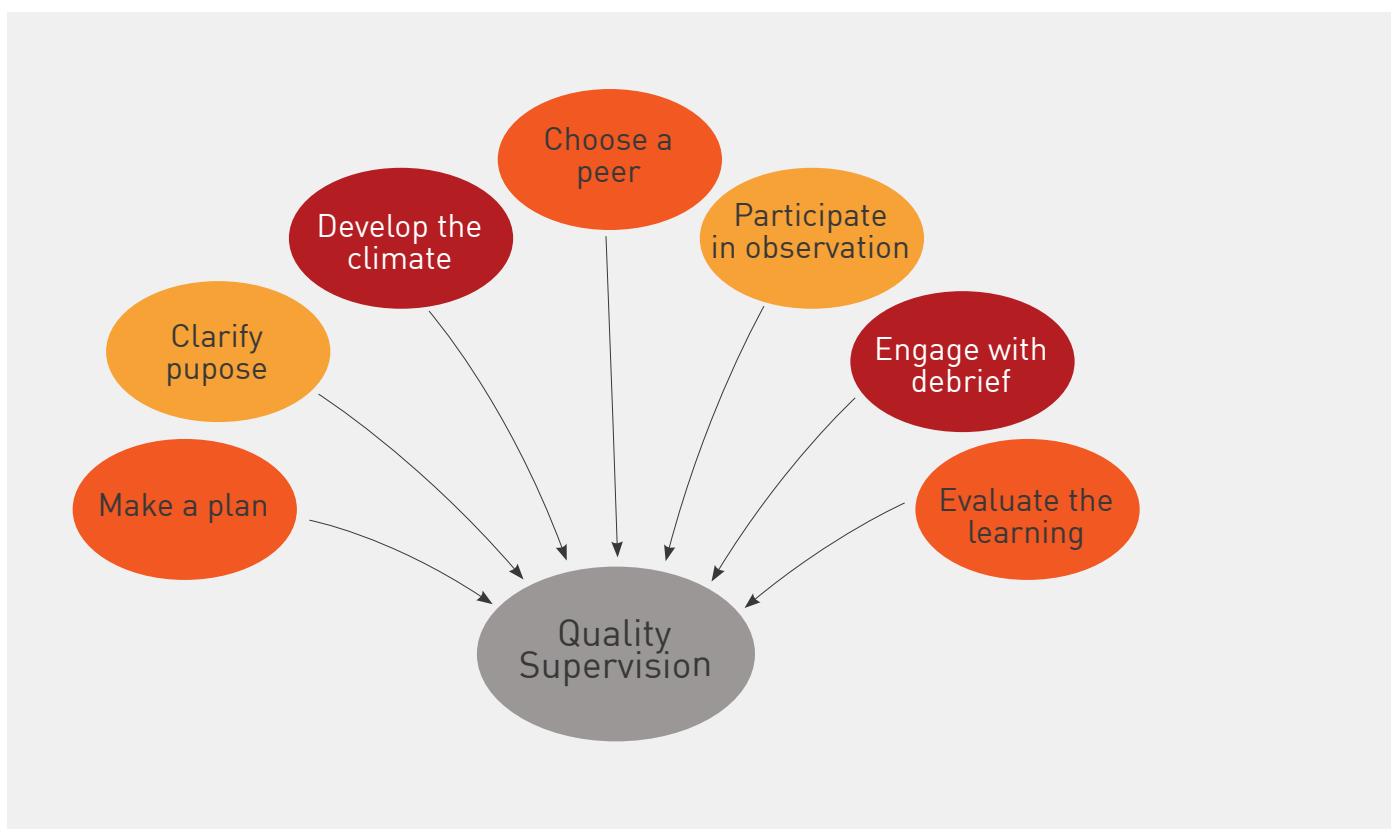 Choose a
peer
Develop the
climate
Participate
in observation
Clarify
pupose
Engage with
debrief
Make a plan
Evaluate the
learning
Quality
Supervision